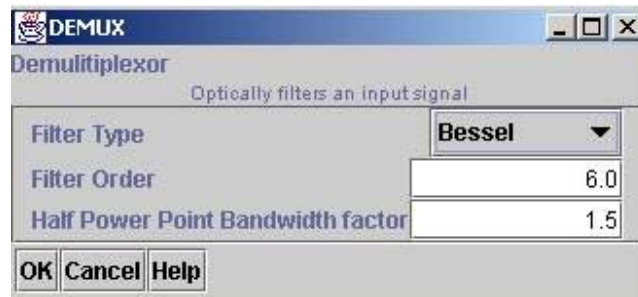 DEMUX
Demulitiplexor
Optically filters an input signal
Filter Type Bessel
Filter Order 6.0
Half Power Point Bandwidth factor 1.5
OK Cancel Help